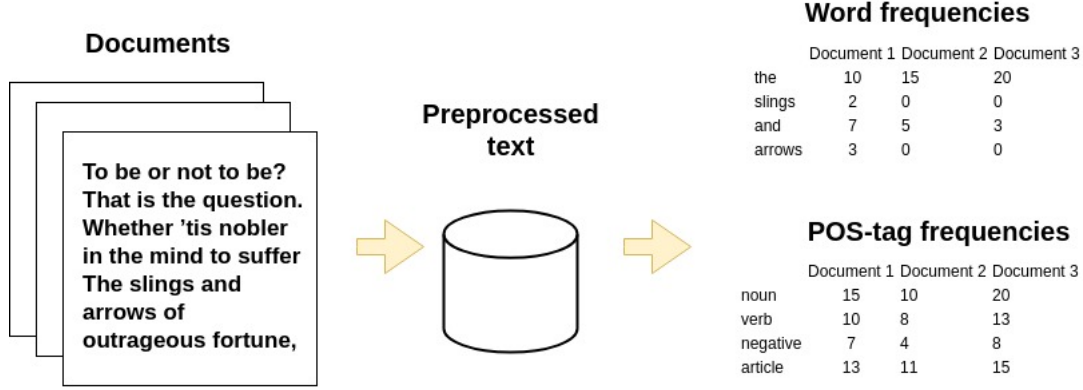 Documents
To be or not to be?
That is the question.
Whether ’tis nobler
in the mind to suffer
The slings and
arrows of
outrageous fortune,
Preprocessed
text
Word frequencies
Document 1 Document 2 Document 3
the 10 15 20
slings 2 0 0
and 7 5 3
arrows 3 0 0
POS-tag frequencies
Document 1 Document 2 Document 3
noun 15 10 20
verb 10 8 13
negative 7 4 8
article 13 11 15